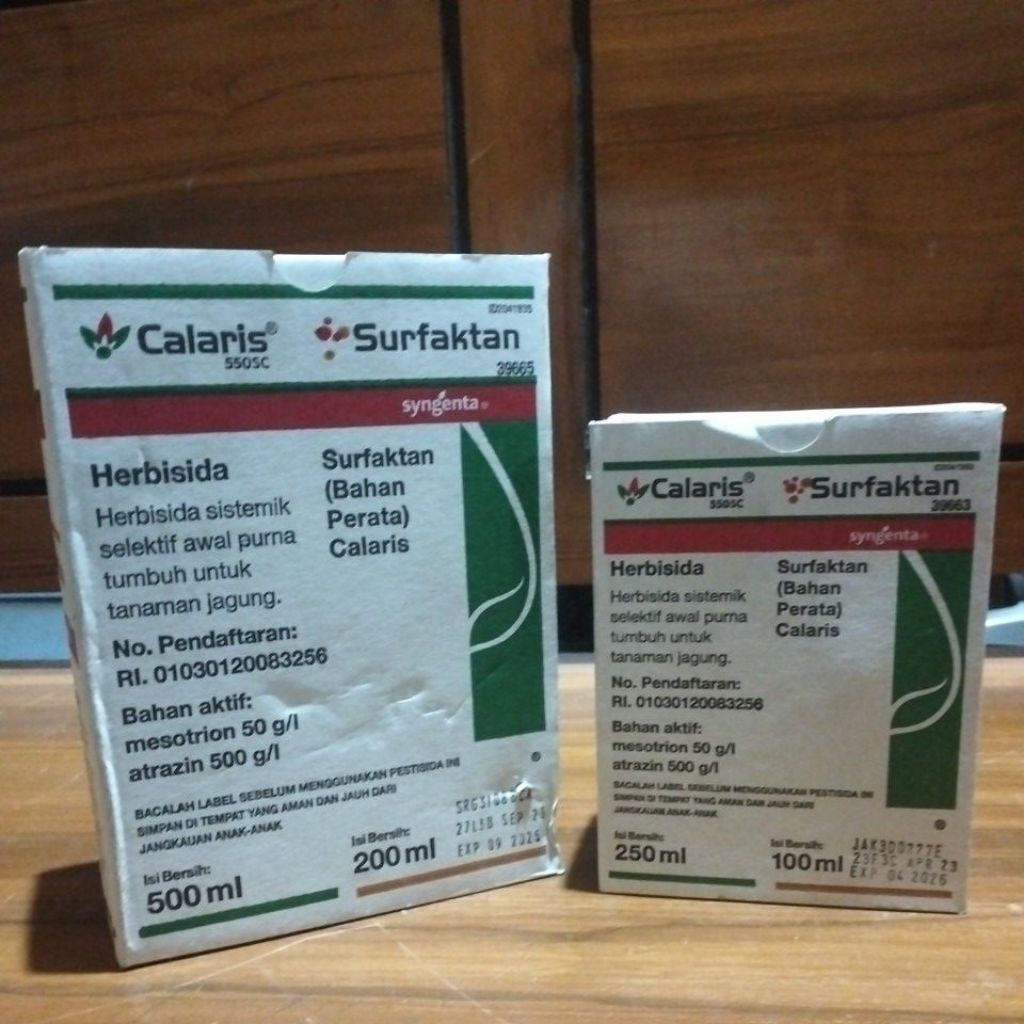 ID2041935
Calaris®
550SC
Surfaktan
39665
syngenta
Herbisida
Herbisida sistemik
selektif awal purna
tumbuh untuk
tanaman jagung.
Surfaktan
(Bahan
Perata)
Calaris
No. Pendaftaran:
RI. 01030120083256
Bahan aktif:
mesotrion 50 g/l
atrazin 500 g/l
BACALAH LABEL SEBELUM MENGGUNAKAN PESTISIDA INI
SIMPAN DI TEMPAT YANG AMAN DAN JAUH DARI
JANGKAUAN ANAK-ANAK
Isi Bersih:
500 ml
Isi Bersih:
200 ml
SEP
EXP 09
Calaris®
550SC
Surfaktan
39663
syngenta
Herbisida
Herbisida sistemik
selektif awal purna
tumbuh untuk
tanaman jagung.
Surfaktan
(Bahan
Perata)
Calaris
No. Pendaftaran:
RI. 01030120083256
Bahan aktif:
mesotrion 50 g/l
atrazin 500 g/l
BACALAH LABEL SEBELUM MENGGUNAKAN PESTISIDA INI
SIMPAN DI TEMPAT YANG AMAN DAN JAUH DARI
JANGKAUAN ANAK-ANAK
Isi Bersih:
250 ml
Isi Bersih:
100 ml
APR 23
EXP 04 2026